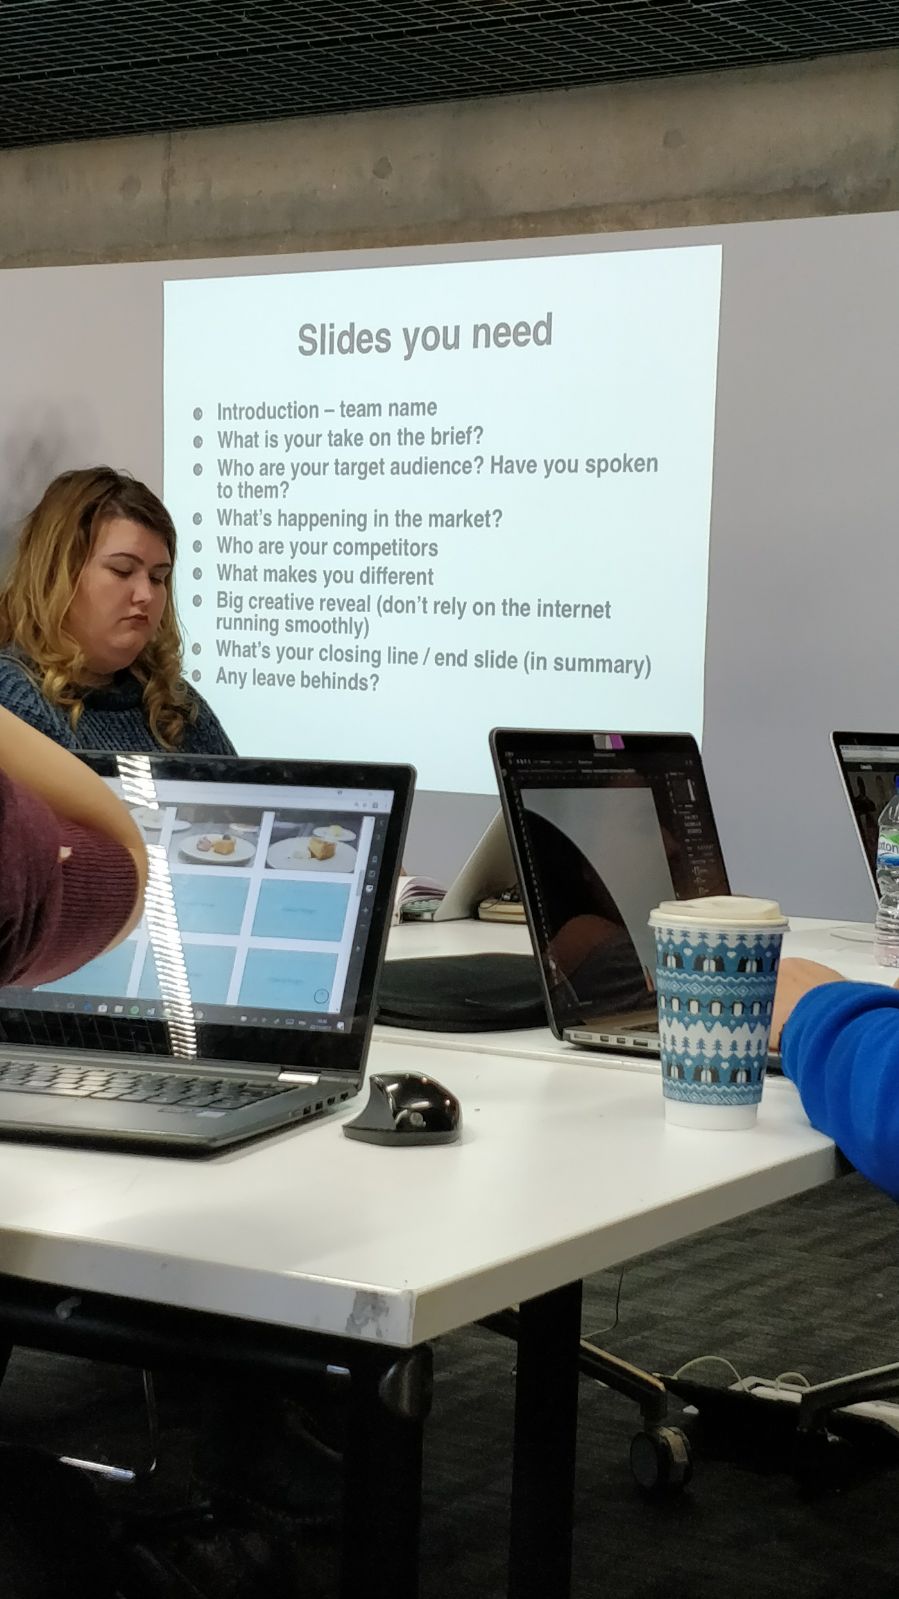 Slides you need
Introduction – team name
What is your take on the brief?
Who are your target audience? Have you spoken
to them?
What's happening in the market?
Who are your competitors
What makes you different
Big creative reveal (don't rely on the internet
running smoothly)
What's your closing line / end slide (in summary)
Any leave behinds?